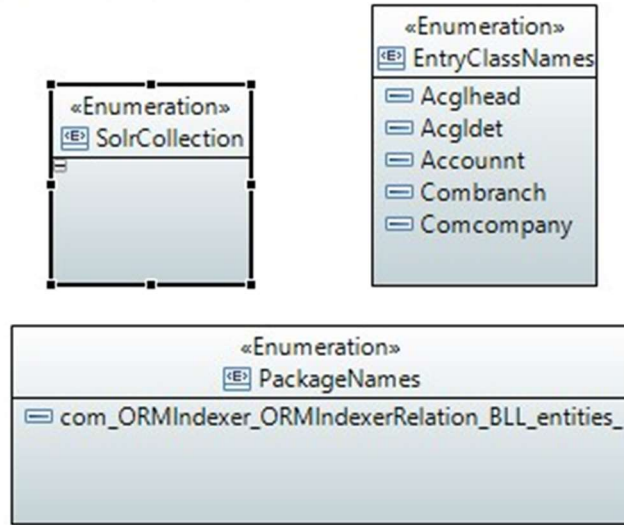 «Enumeration»
EntryClassNames
Acglhead
Acgldet
Accounnt
Combranch
Comcompany
«Enumeration»
SolrCollection
«Enumeration»
PackageNames
com_ORMIndexer_ORMIndexerRelation_BLL_entities_